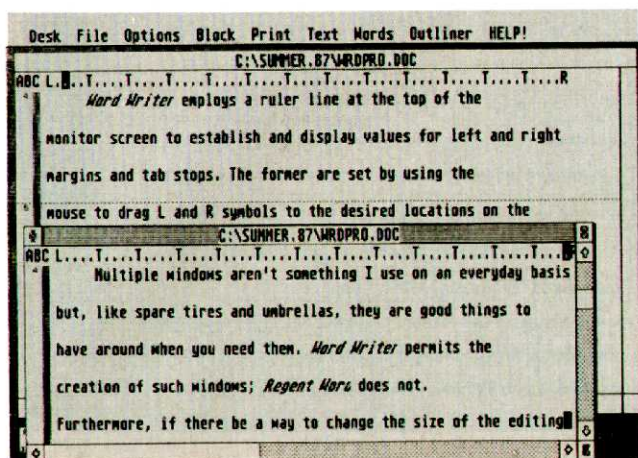 Desk File Options Block Print Text Words Outliner HELP!
C:\SUMMER.87\WRDPRO.DOC
ABC L....T....T....T....T....T....T....T....T....T....T....T....T....R
Word Writer employs a ruler line at the top of the
monitor screen to establish and display values for left and right
margins and tab stops. The former are set by using the
mouse to drag L and R symbols to the desired locations on the
C:\SUMMER.87\WRDPRO.DOC
ABC L....T....T....T....T....T....T....T....T....T....T....T....T...
Multiple windows aren't something I use on an everyday basis
but, like spare tires and umbrellas, they are good things to
have around when you need them. Word Writer permits the
creation of such windows; Regent Word does not.
Furthermore, if there be a way to change the size of the editing